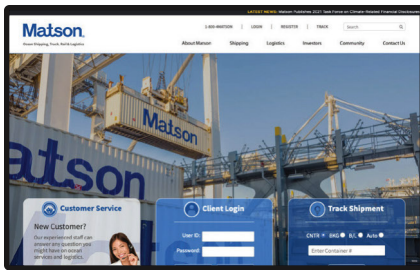 LATEST NEWS: Matson Publishes 2021 Task Force on Climate-Related Financial Disclosures
Matson
Ocean Shipping, Truck, Rail & Logistics
1-800-4MATSON | LOGIN | REGISTER | TRACK
Search
About Matson Shipping Logistics Investors Community Contact Us
Matson
atson
Customer Service
New Customer?
Our experienced staff can
answer any question you
might have on ocean
services and logistics.
Client Login
User ID:
Password:
Track Shipment
CNTR BKG B/L Auto
Enter Container #